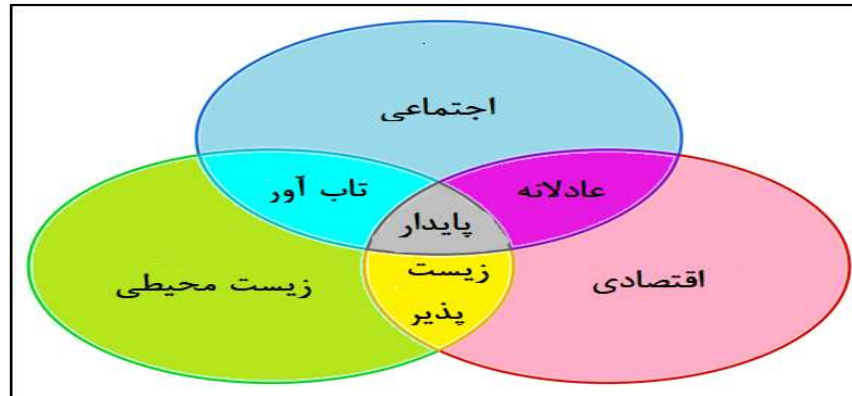 اجتماعی
تاب آور
عادلانه
پایدار
زیست محیطی
زیست
پذیر
اقتصادی